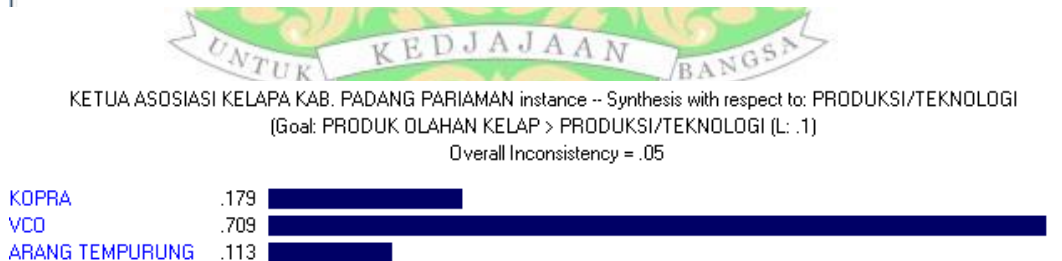 UNTUK KEDJAJAAN BANGSA
KETUA ASOSIASI KELAPA KAB. PADANG PARIAMAN instance -- Synthesis with respect to: PRODUKSI/TEKNOLOGI
(Goal: PRODUK OLAHAN KELAP > PRODUKSI/TEKNOLOGI (L: .1)
Overall Inconsistency = .05
KOPRA .179
VCO .709
ARANG TEMPURUNG .113